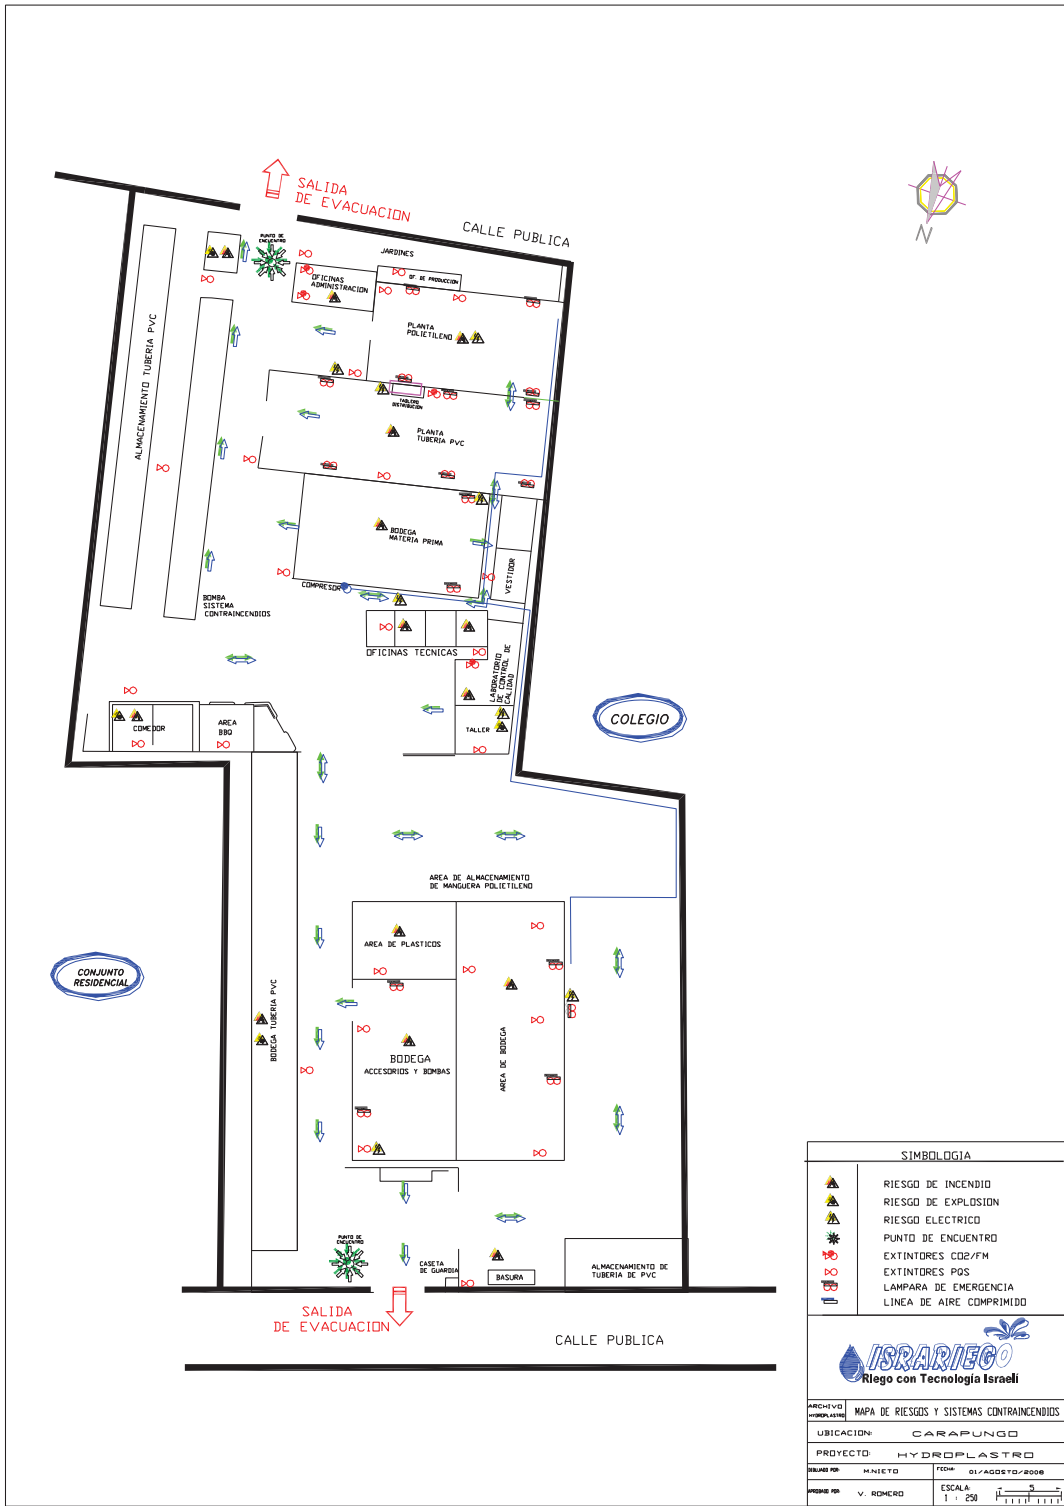 SALIDA
DE EVACUACION
CALLE PUBLICA
N
PUNTO DE
ENCUENTRO
JARDINES
OFICINAS
ADMINISTRACION
OF. DE PRODUCCION
PLANTA
POLIETILENO
ALMACENAMIENTO TUBERIA PVC
TABLERO
DISTRIBUCION
PLANTA
TUBERIA PVC
BODEGA
MATERIA PRIMA
VESTIDOR
COMPRESOR
BOMBA
SISTEMA
CONTRAINCENDIOS
OFICINAS TECNICAS
LABORATORIO
DE CONTROL DE
CALIDAD
TALLER
COLEGIO
COMEDOR
AREA
BBQ
AREA DE ALMACENAMIENTO
DE MANGUERA POLIETILENO
AREA DE PLASTICOS
CONJUNTO
RESIDENCIAL
BODEGA TUBERIA PVC
BODEGA
ACCESORIOS Y BOMBAS
AREA DE BODEGA
PUNTO DE
ENCUENTRO
CASETA
DE GUARDIA
BASURA
ALMACENAMIENTO DE
TUBERIA DE PVC
SALIDA
DE EVACUACION
CALLE PUBLICA
SIMBOLOGIA
RIESGO DE INCENDIO
RIESGO DE EXPLOSION
RIESGO ELECTRICO
PUNTO DE ENCUENTRO
EXTINTORES CO2/FM
EXTINTORES PQS
LAMPARA DE EMERGENCIA
LINEA DE AIRE COMPRIMIDO
ISRARIEGO
Riego con Tecnología Israelí
ARCHIVO
HYDROPLASTRO
MAPA DE RIESGOS Y SISTEMAS CONTRAINCENDIOS
UBICACION: CARAPUNGO
PROYECTO: HYDROPLASTRO
DIBUJADO POR: M.NIETO FECHA: 01/AGOSTO/2008
APROBADO POR: V. ROMERO ESCALA: 1 : 250 5